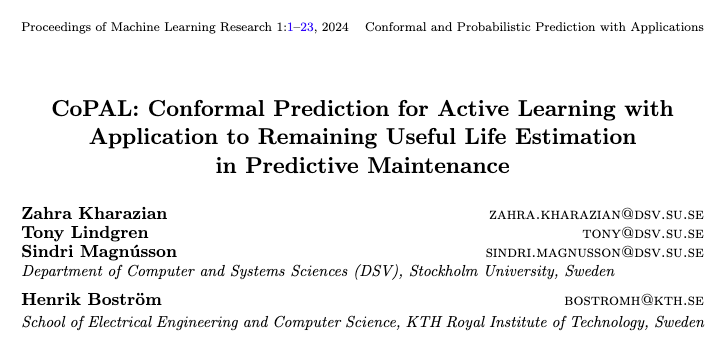 Proceedings of Machine Learning Research 1:1–23, 2024 Conformal and Probabilistic Prediction with Applications
CoPAL: Conformal Prediction for Active Learning with
Application to Remaining Useful Life Estimation
in Predictive Maintenance
Zahra Kharazian ZAHRA.KHARAZIAN@DSV.SU.SE
Tony Lindgren TONY@DSV.SU.SE
Sindri Magnússon SINDRI.MAGNUSSON@DSV.SU.SE
Department of Computer and Systems Sciences (DSV), Stockholm University, Sweden
Henrik Boström BOSTROMH@KTH.SE
School of Electrical Engineering and Computer Science, KTH Royal Institute of Technology, Sweden